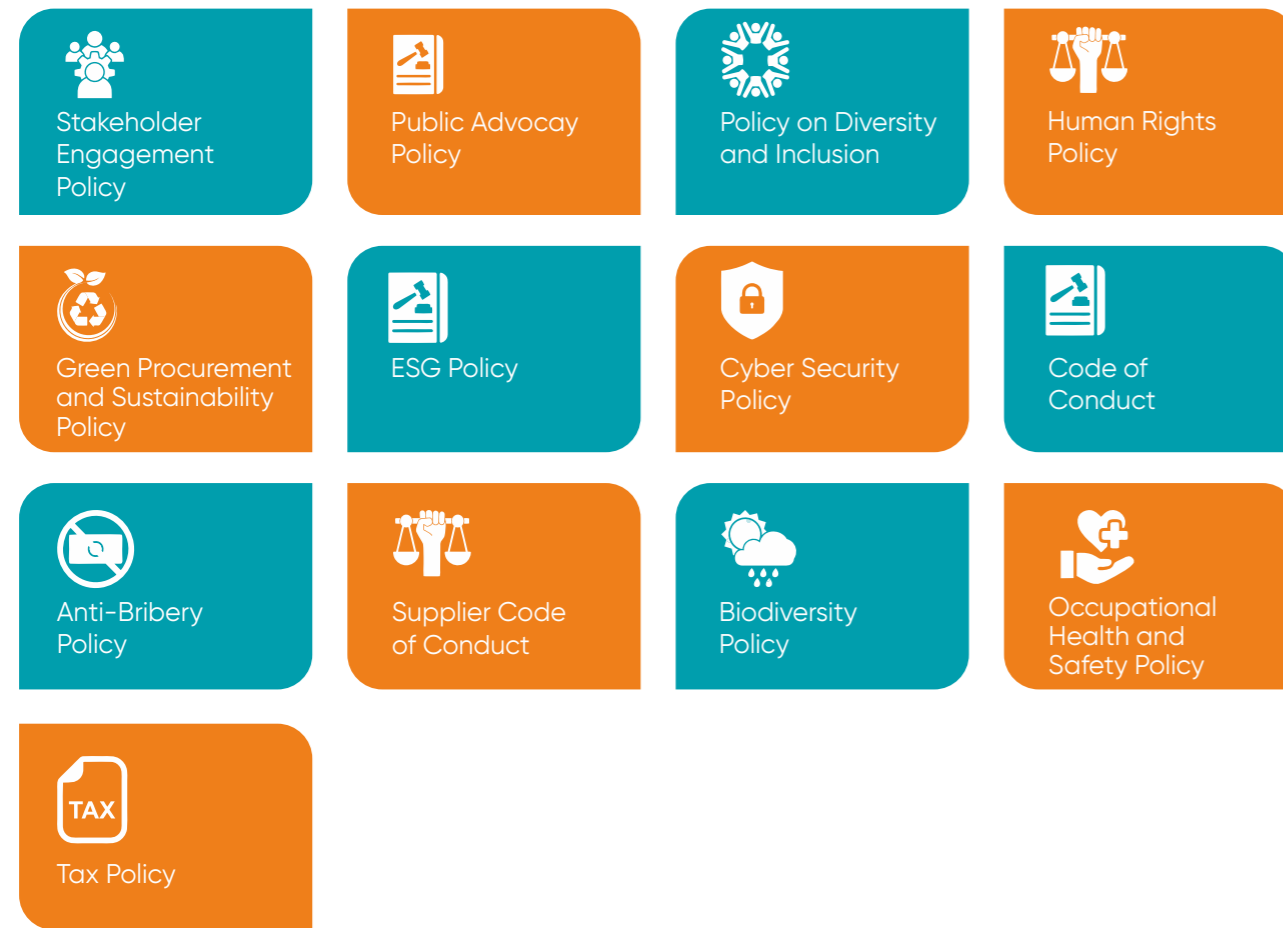 Stakeholder
Engagement
Policy
Public Advocay
Policy
Policy on Diversity
and Inclusion
Human Rights
Policy
Green Procurement
and Sustainability
Policy
ESG Policy
Cyber Security
Policy
Code of
Conduct
Anti-Bribery
Policy
Supplier Code
of Conduct
Biodiversity
Policy
Occupational
Health and
Safety Policy
TAX
Tax Policy